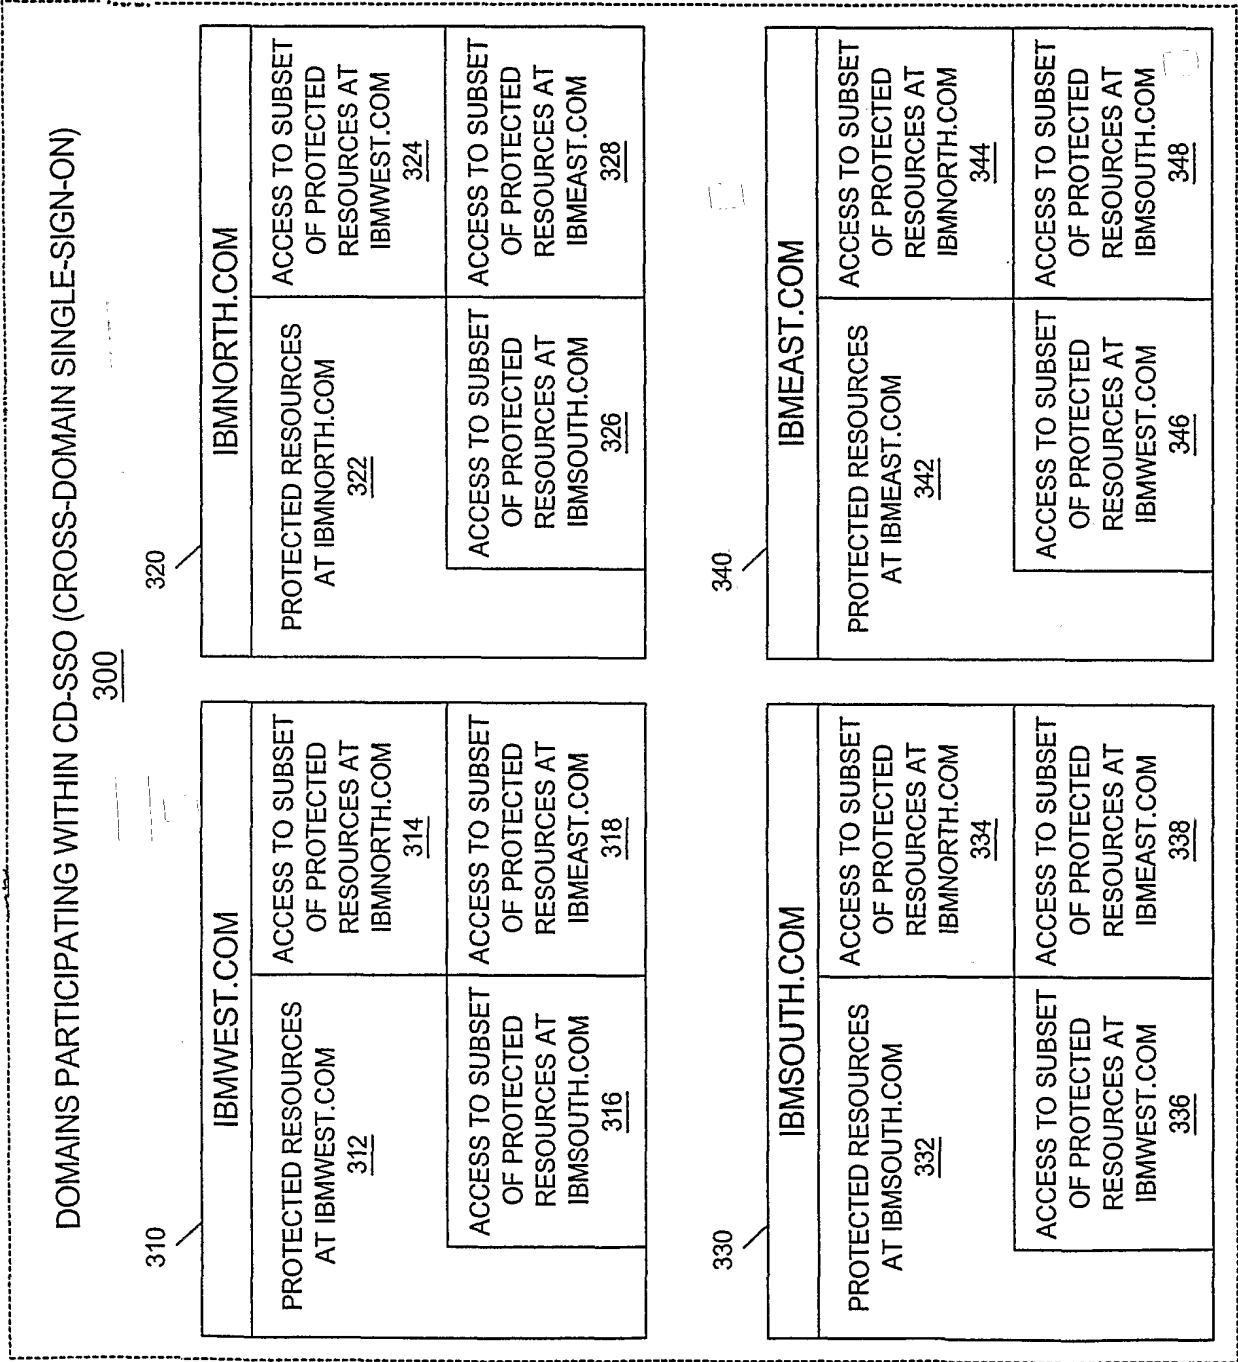 DOMAINS PARTICIPATING WITHIN CD-SSO (CROSS-DOMAIN SINGLE-SIGN-ON)
300
310
IBMWEST.COM
PROTECTED RESOURCES
AT IBMWEST.COM
312
ACCESS TO SUBSET
OF PROTECTED
RESOURCES AT
IBMNORTH.COM
314
ACCESS TO SUBSET
OF PROTECTED
RESOURCES AT
IBMSOUTH.COM
316
ACCESS TO SUBSET
OF PROTECTED
RESOURCES AT
IBMEAST.COM
318
320
IBMNORTH.COM
PROTECTED RESOURCES
AT IBMNORTH.COM
322
ACCESS TO SUBSET
OF PROTECTED
RESOURCES AT
IBMWEST.COM
324
ACCESS TO SUBSET
OF PROTECTED
RESOURCES AT
IBMSOUTH.COM
326
ACCESS TO SUBSET
OF PROTECTED
RESOURCES AT
IBMEAST.COM
328
330
IBMSOUTH.COM
PROTECTED RESOURCES
AT IBMSOUTH.COM
332
ACCESS TO SUBSET
OF PROTECTED
RESOURCES AT
IBMNORTH.COM
334
ACCESS TO SUBSET
OF PROTECTED
RESOURCES AT
IBMWEST.COM
336
ACCESS TO SUBSET
OF PROTECTED
RESOURCES AT
IBMEAST.COM
338
340
IBMEAST.COM
PROTECTED RESOURCES
AT IBMEAST.COM
342
ACCESS TO SUBSET
OF PROTECTED
RESOURCES AT
IBMNORTH.COM
344
ACCESS TO SUBSET
OF PROTECTED
RESOURCES AT
IBMWEST.COM
346
ACCESS TO SUBSET
OF PROTECTED
RESOURCES AT
IBMSOUTH.COM
348